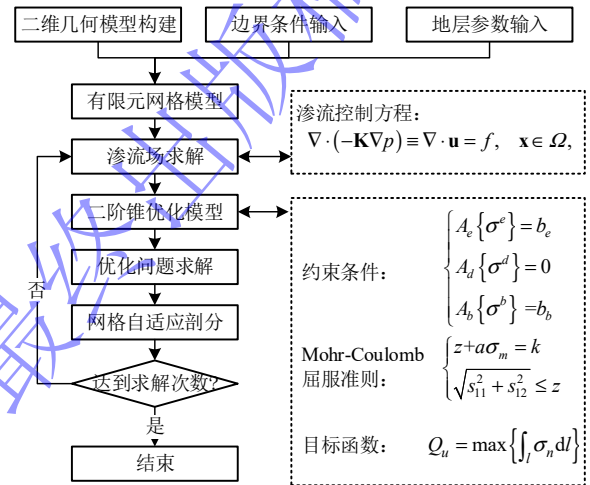 二维几何模型构建
边界条件输入
地层参数输入
有限元网格模型
渗流场求解
二阶锥优化模型
优化问题求解
网格自适应剖分
达到求解次数?
否
是
结束
渗流控制方程：
∇·(−K∇p)≡∇·u=f, x∈Ω,
约束条件：
A_e{σ^e}=b_e
A_d{σ^d}=0
A_b{σ^b}=b_b
Mohr-Coulomb
屈服准则：
z+aσ_m=k
√(s_11^2+s_12^2)≤z
目标函数：
Q_u=max{∫_l σ_n dl}
最终出版稿